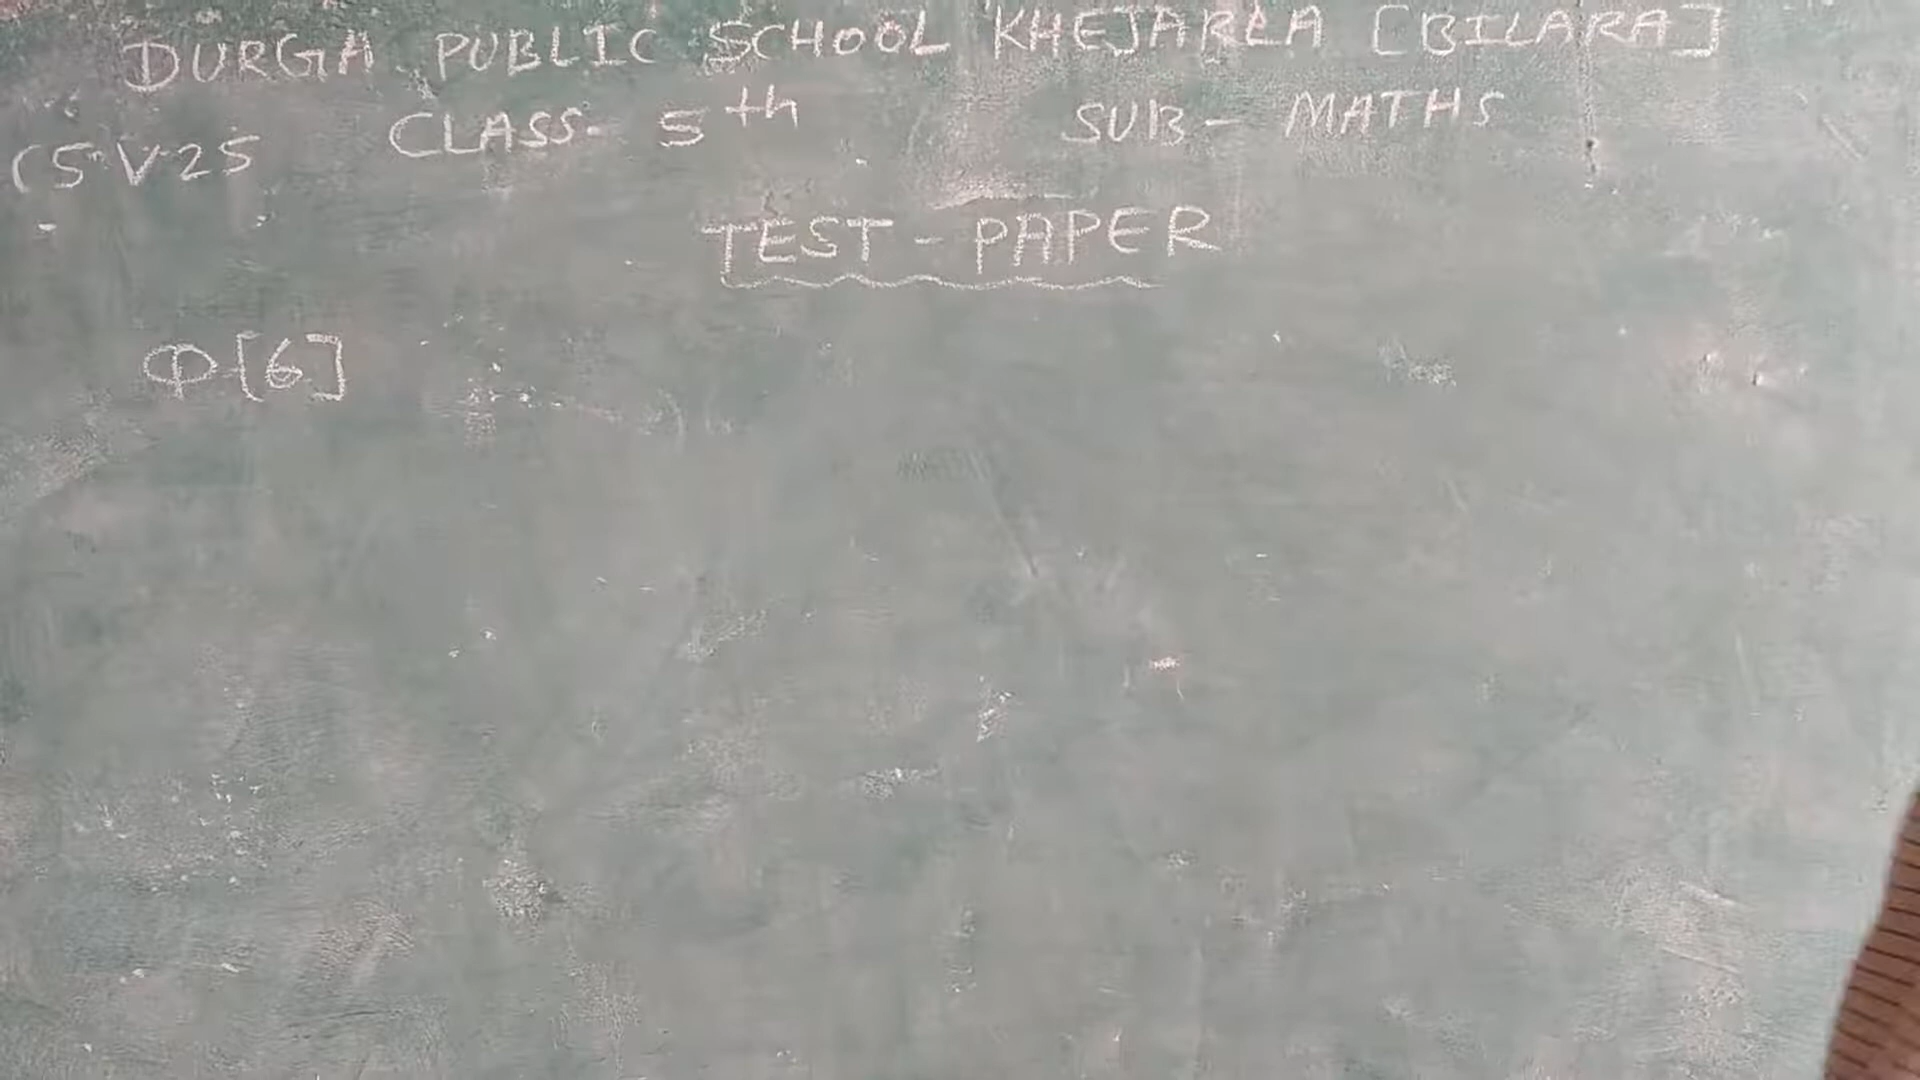 DURGA PUBLIC SCHOOL KHEJARLA [BILARA]
(5-V-25 CLASS- 5th SUB- MATHS
TEST-PAPER
Φ[6]